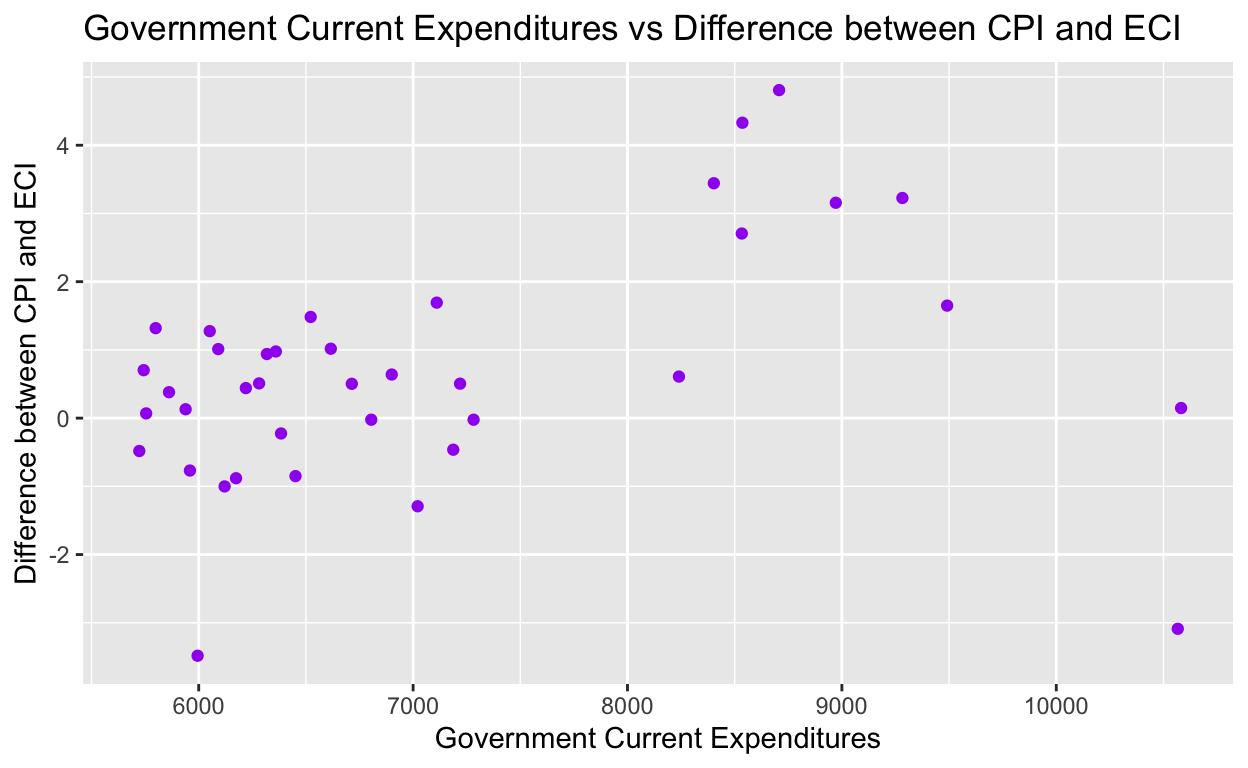 Government Current Expenditures vs Difference between CPI and ECI
Difference between CPI and ECI
4
2
0
-2
6000 7000 8000 9000 10000
Government Current Expenditures